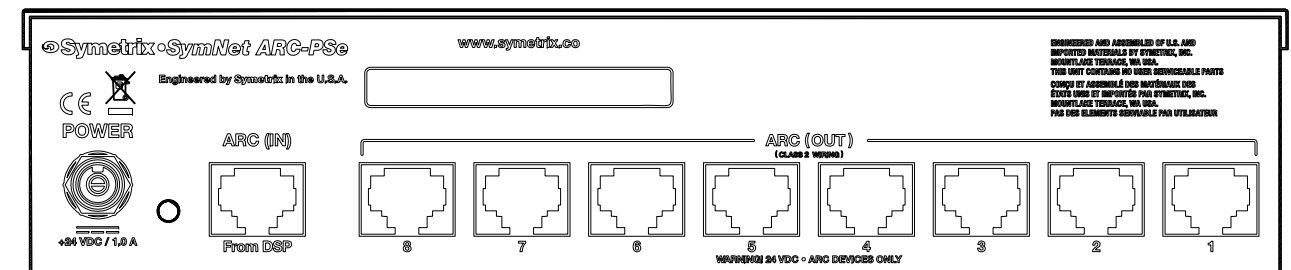 Symetrix•SymNet ARC-PSe
www.symetrix.co
Engineered by Symetrix in the U.S.A.
ENGINEERED AND ASSEMBLED OF U.S. AND
IMPORTED MATERIALS BY SYMETRIX, INC.
MOUNTLAKE TERRACE, WA USA.
THIS UNIT CONTAINS NO USER SERVICEABLE PARTS
CONÇU ET ASSEMBLÉ DES MATÉRIAUX DES
ÉTATS UNIS ET IMPORTÉS PAR SYMETRIX, INC.
MOUNTLAKE TERRACE, WA USA.
PAS DES ELEMENTS SERVIABLE PAR UTILISATEUR
CE
POWER
ARC (IN)
ARC (OUT)
(CLASS 2 WIRING)
+24 VDC / 1,0 A
From DSP
8 7 6 5 4 3 2 1
WARNING! 24 VDC • ARC DEVICES ONLY